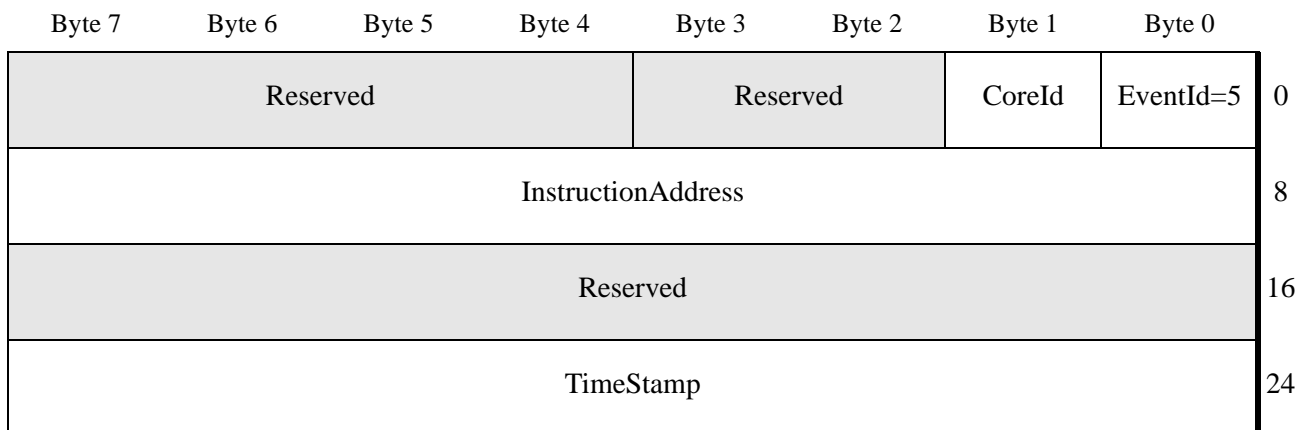 Byte 7 Byte 6 Byte 5 Byte 4 Byte 3 Byte 2 Byte 1 Byte 0
Reserved Reserved CoreId EventId=5 0
InstructionAddress 8
Reserved 16
TimeStamp 24